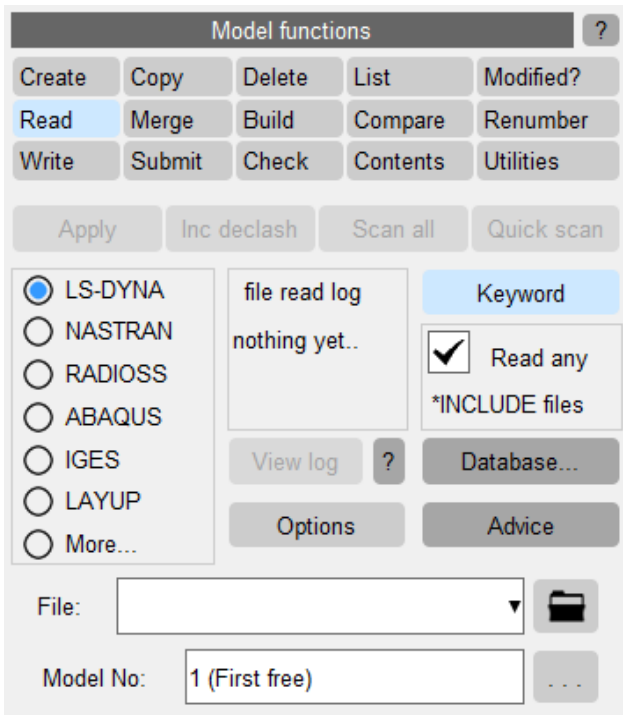 Model functions ?
Create Copy Delete List Modified?
Read Merge Build Compare Renumber
Write Submit Check Contents Utilities
Apply Inc declash Scan all Quick scan
LS-DYNA
NASTRAN
RADIOSS
ABAQUS
IGES
LAYUP
More...
file read log
nothing yet..
View log ?
Options
Keyword
Read any
*INCLUDE files
Database...
Advice
File:
Model No: 1 (First free) ...